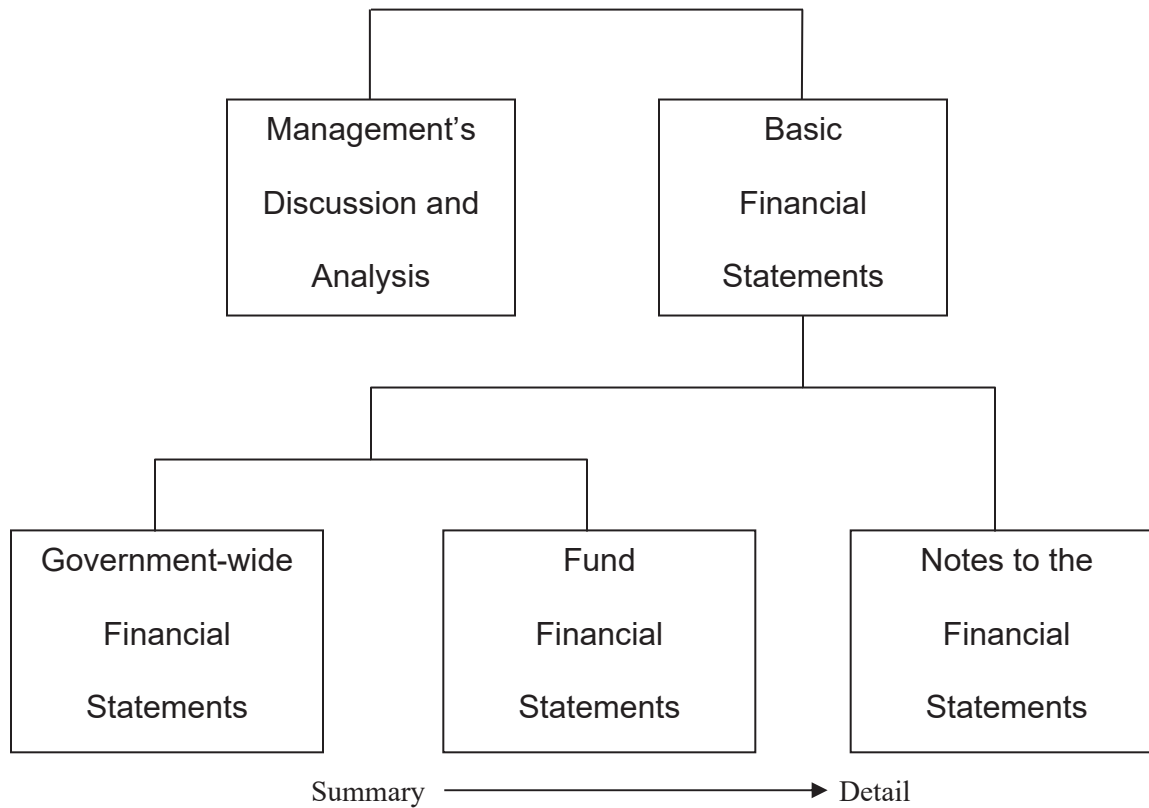 Management’s
Discussion and
Analysis
Basic
Financial
Statements
Government-wide
Financial
Statements
Fund
Financial
Statements
Notes to the
Financial
Statements
Summary
Detail